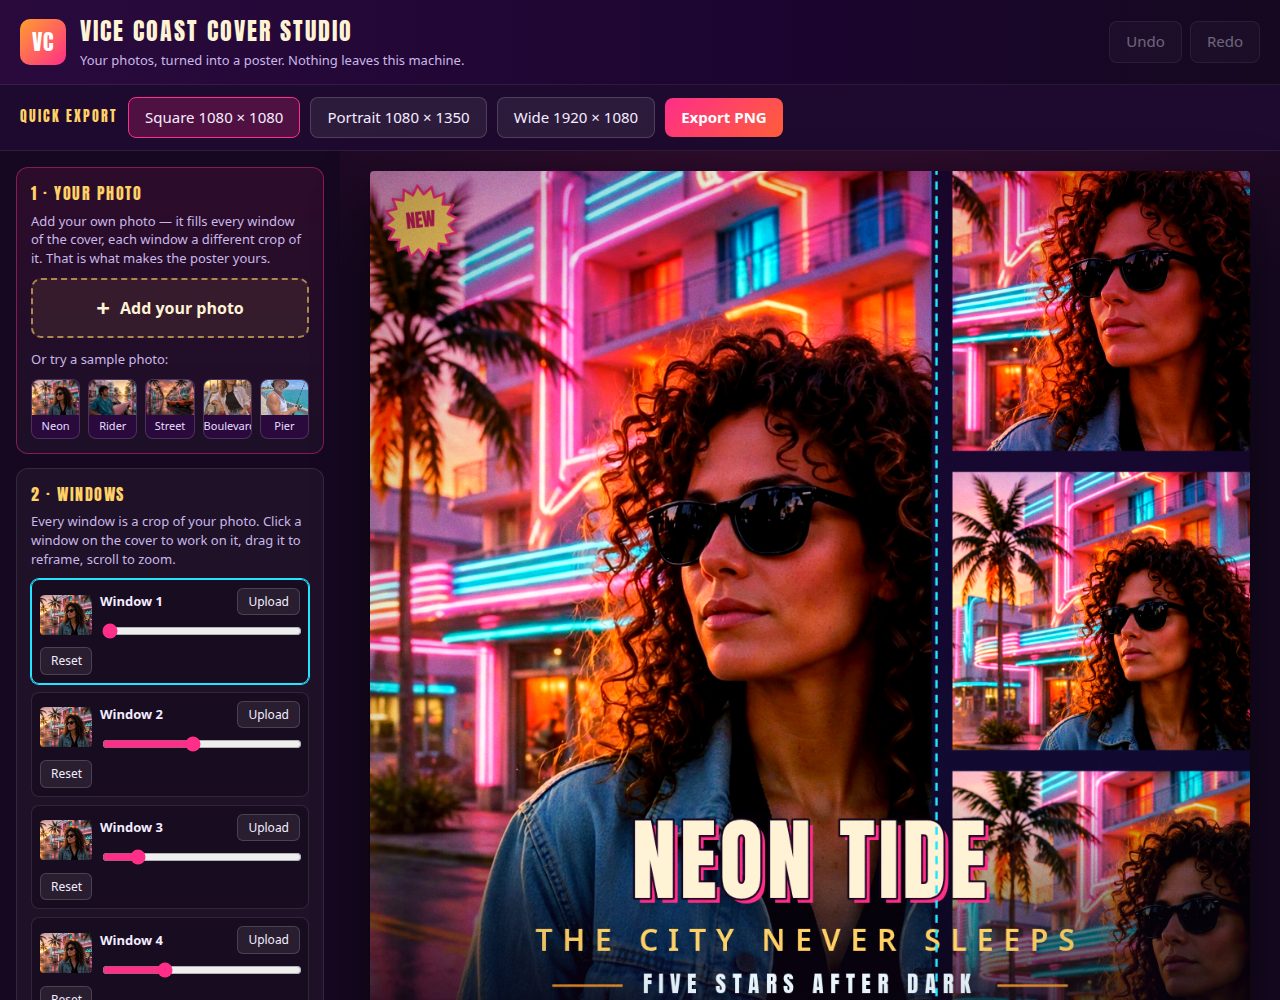 VC
VICE COAST COVER STUDIO
Your photos, turned into a poster. Nothing leaves this machine.
Undo
Redo
QUICK EXPORT
Square 1080 × 1080
Portrait 1080 × 1350
Wide 1920 × 1080
Export PNG
1 · YOUR PHOTO
Add your own photo — it fills every window
of the cover, each window a different crop of
it. That is what makes the poster yours.
+ Add your photo
Or try a sample photo:
Neon
Rider
Street
Boulevard
Pier
2 · WINDOWS
Every window is a crop of your photo. Click a
window on the cover to work on it, drag it to
reframe, scroll to zoom.
Window 1
Upload
Reset
Window 2
Upload
Reset
Window 3
Upload
Reset
Window 4
Upload
Reset
NEW
NEON TIDE
THE CITY NEVER SLEEPS
FIVE STARS AFTER DARK